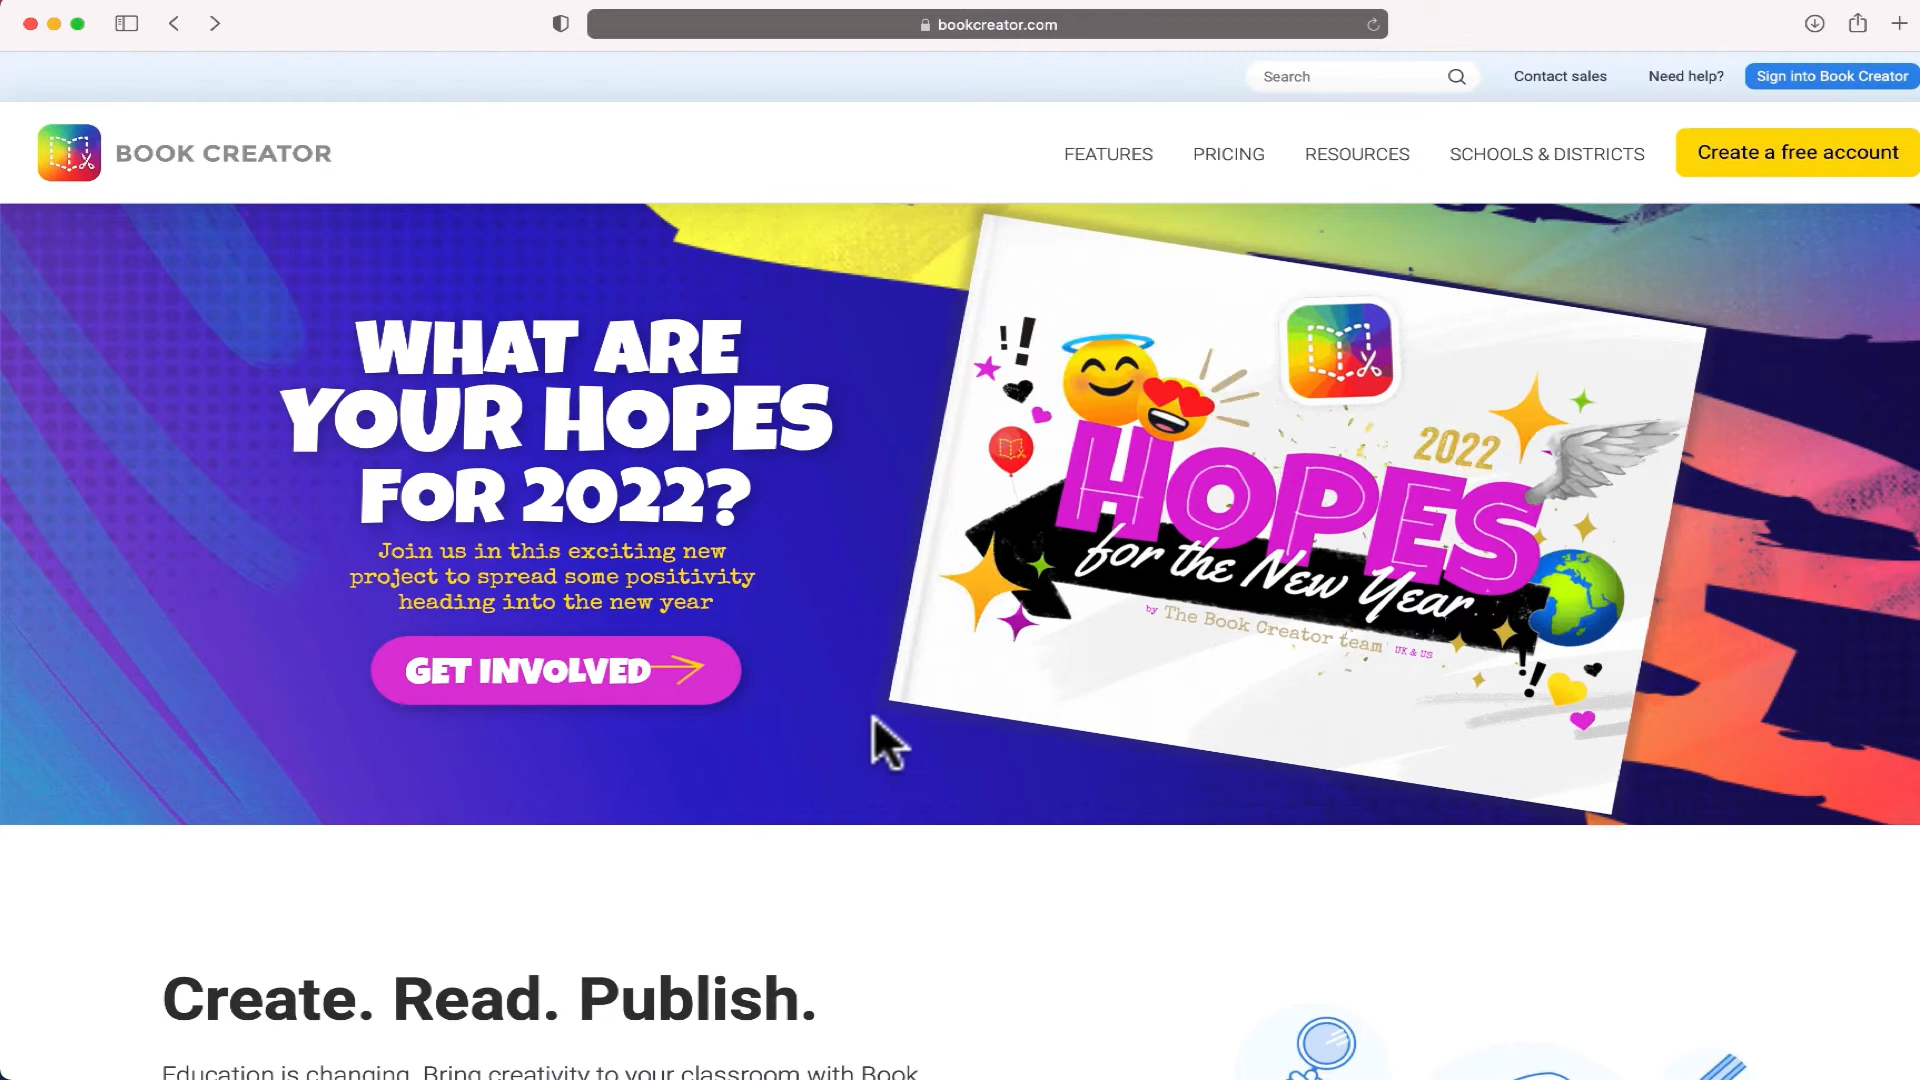 bookcreator.com
Search
Contact sales
Need help?
Sign into Book Creator
BOOK CREATOR
FEATURES
PRICING
RESOURCES
SCHOOLS & DISTRICTS
Create a free account
WHAT ARE
YOUR HOPES
FOR 2022?
Join us in this exciting new
project to spread some positivity
heading into the new year
GET INVOLVED
2022
HOPES
for the New Year
by The Book Creator team UK & US
Create. Read. Publish.
Education is changing. Bring creativity to your classroom with Book